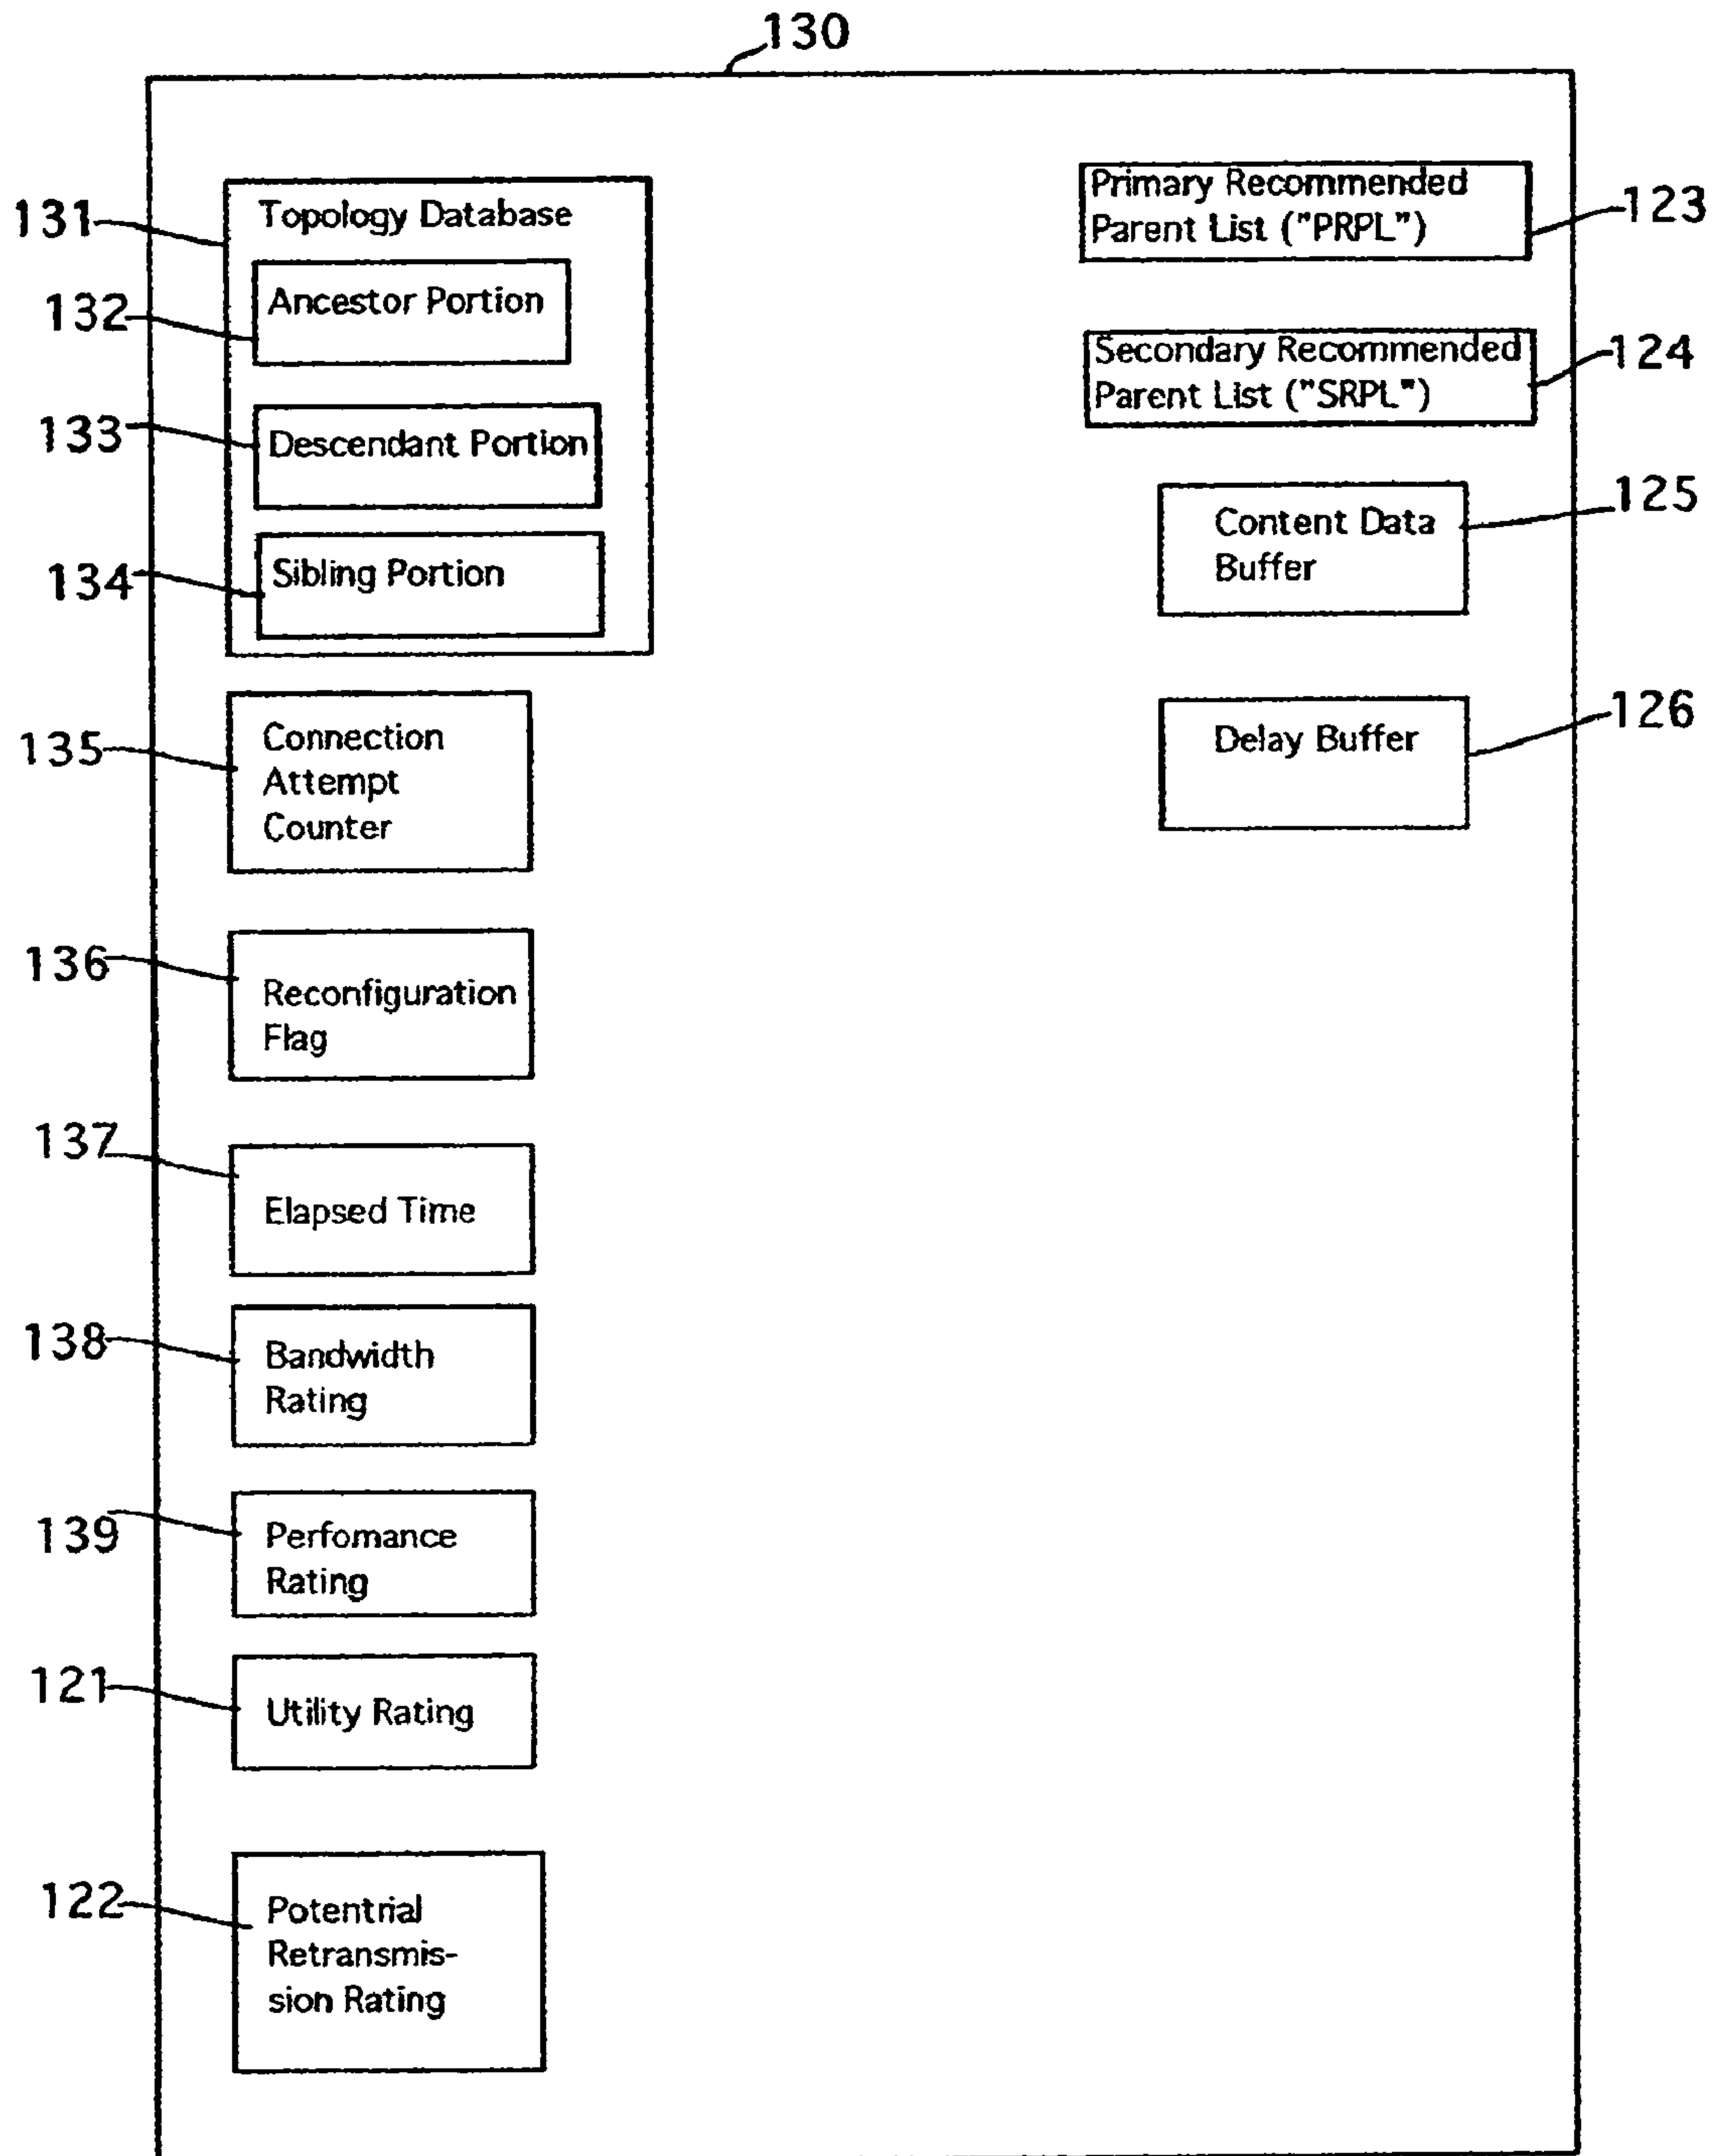 130
131
Topology Database
132
Ancestor Portion
133
Descendant Portion
134
Sibling Portion
135
Connection
Attempt
Counter
136
Reconfiguration
Flag
137
Elapsed Time
138
Bandwidth
Rating
139
Perfomance
Rating
121
Utility Rating
122
Potentrial
Retransmis-
sion Rating
Primary Recommended
Parent List ("PRPL")
123
Secondary Recommended
Parent List ("SRPL")
124
Content Data
Buffer
125
Delay Buffer
126